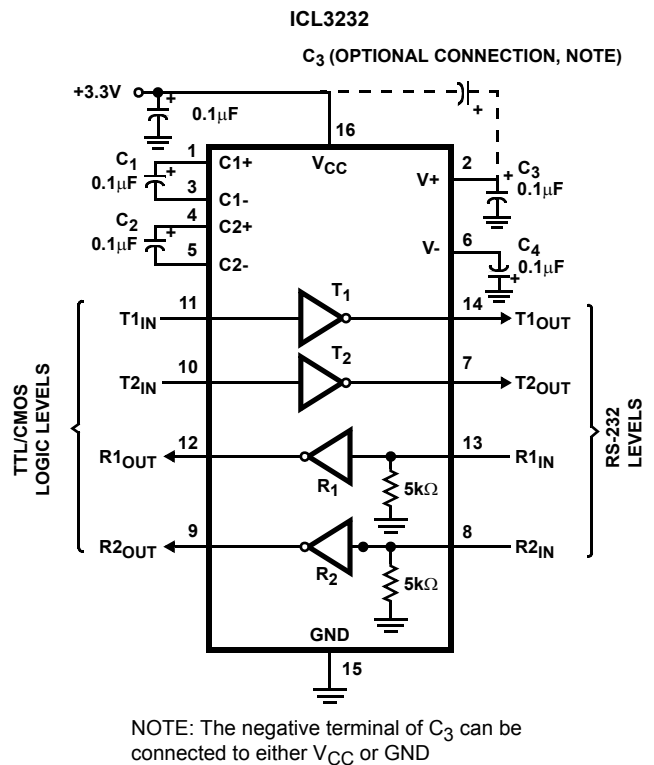 ICL3232
C3 (OPTIONAL CONNECTION, NOTE)
+3.3V
+
0.1µF
+
16
1
C1
0.1µF
+
3
C1+
C1-
VCC
2
V+
+
C3
0.1µF
4
C2
0.1µF
+
5
C2+
C2-
6
V-
C4
0.1µF
+
T1IN
11
T1
14
T1OUT
T2IN
10
T2
7
T2OUT
R1OUT
12
R1
13
R1IN
5kΩ
R2OUT
9
R2
8
R2IN
5kΩ
TTL/CMOS
LOGIC LEVELS
RS-232
LEVELS
GND
15
NOTE: The negative terminal of C3 can be
connected to either VCC or GND